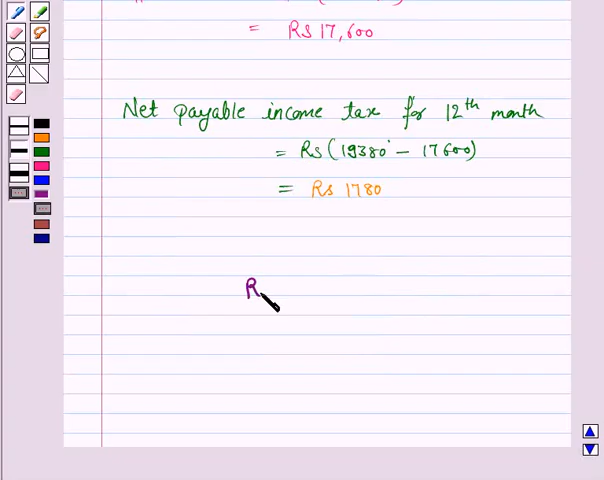 = RS 17,600
Net payable income tax for 12th month
= RS (19380 - 17600)
= Rs 1780
R